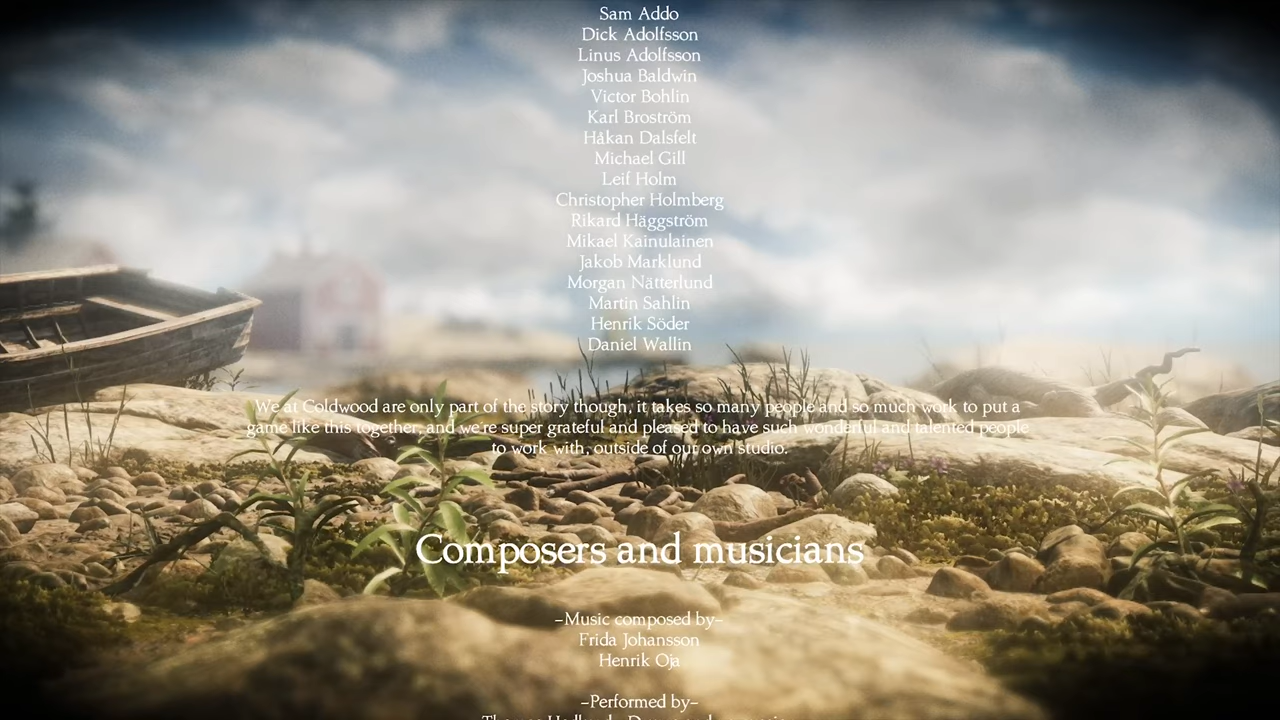 Sam Addo
Dick Adolfsson
Linus Adolfsson
Joshua Baldwin
Victor Bohlin
Karl Broström
Håkan Dalsfelt
Michael Gill
Leif Holm
Christopher Holmberg
Rikard Häggström
Mikael Kainulainen
Jakob Marklund
Morgan Nätterlund
Martin Sahlin
Henrik Söder
Daniel Wallin
We at Coldwood are only part of the story though, it takes so many people and so much work to put a
game like this together, and we're super grateful and pleased to have such wonderful and talented people
to work with, outside of our own studio.
Composers and musicians
–Music composed by–
Frida Johansson
Henrik Oja
–Performed by–